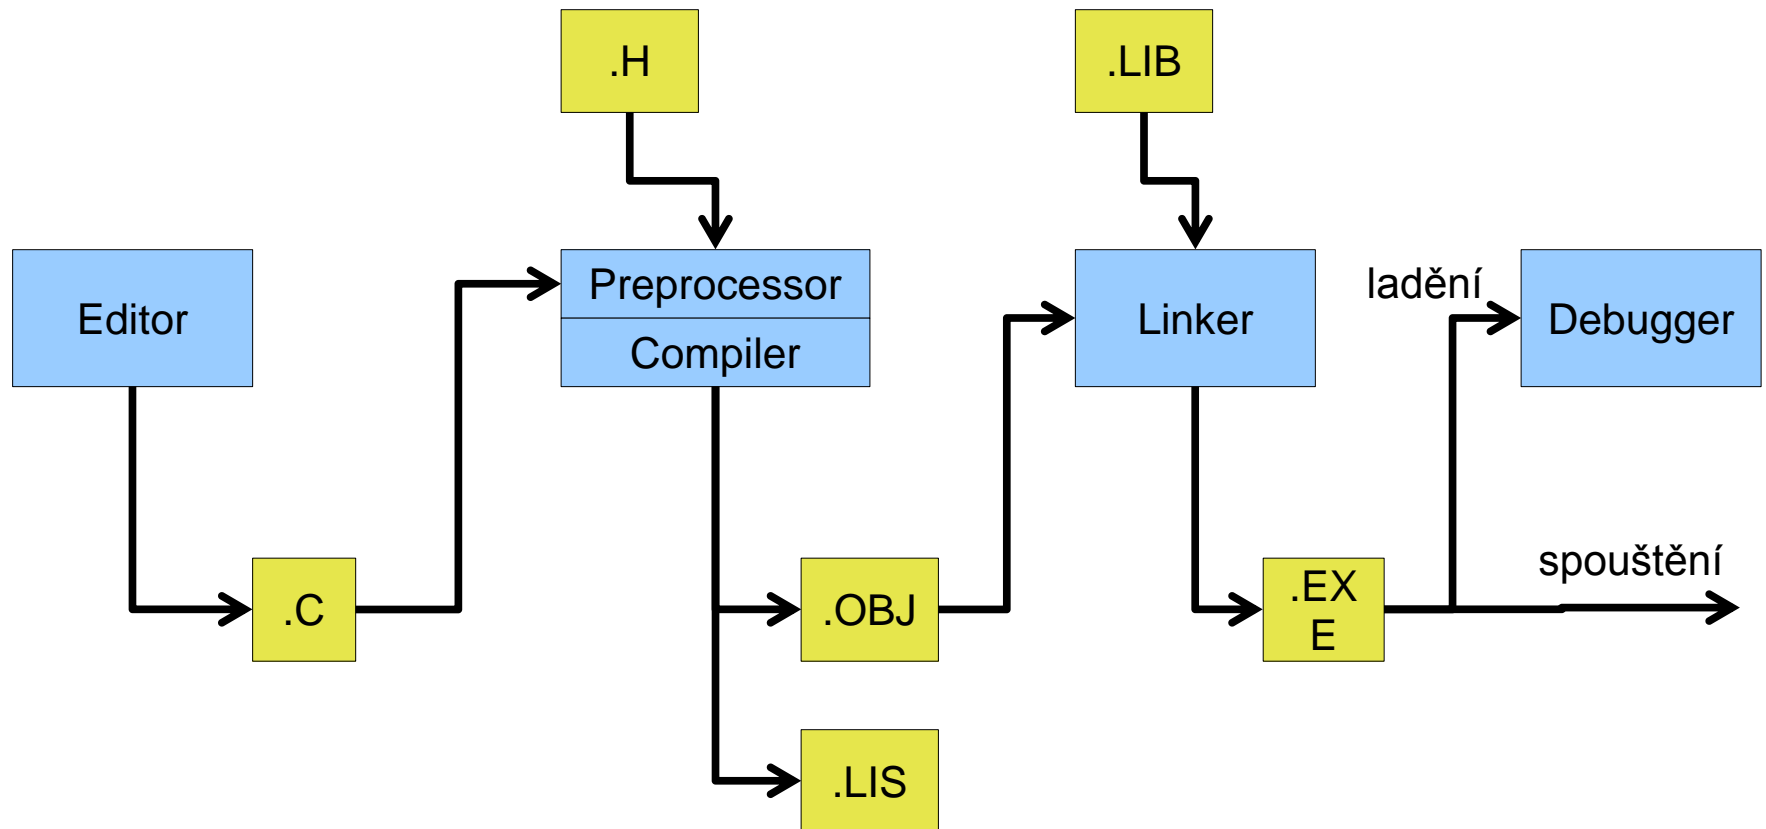 .H
.LIB
Editor
Preprocessor
Compiler
Linker
ladění
Debugger
.C
.OBJ
.EX
E
spouštění
.LIS